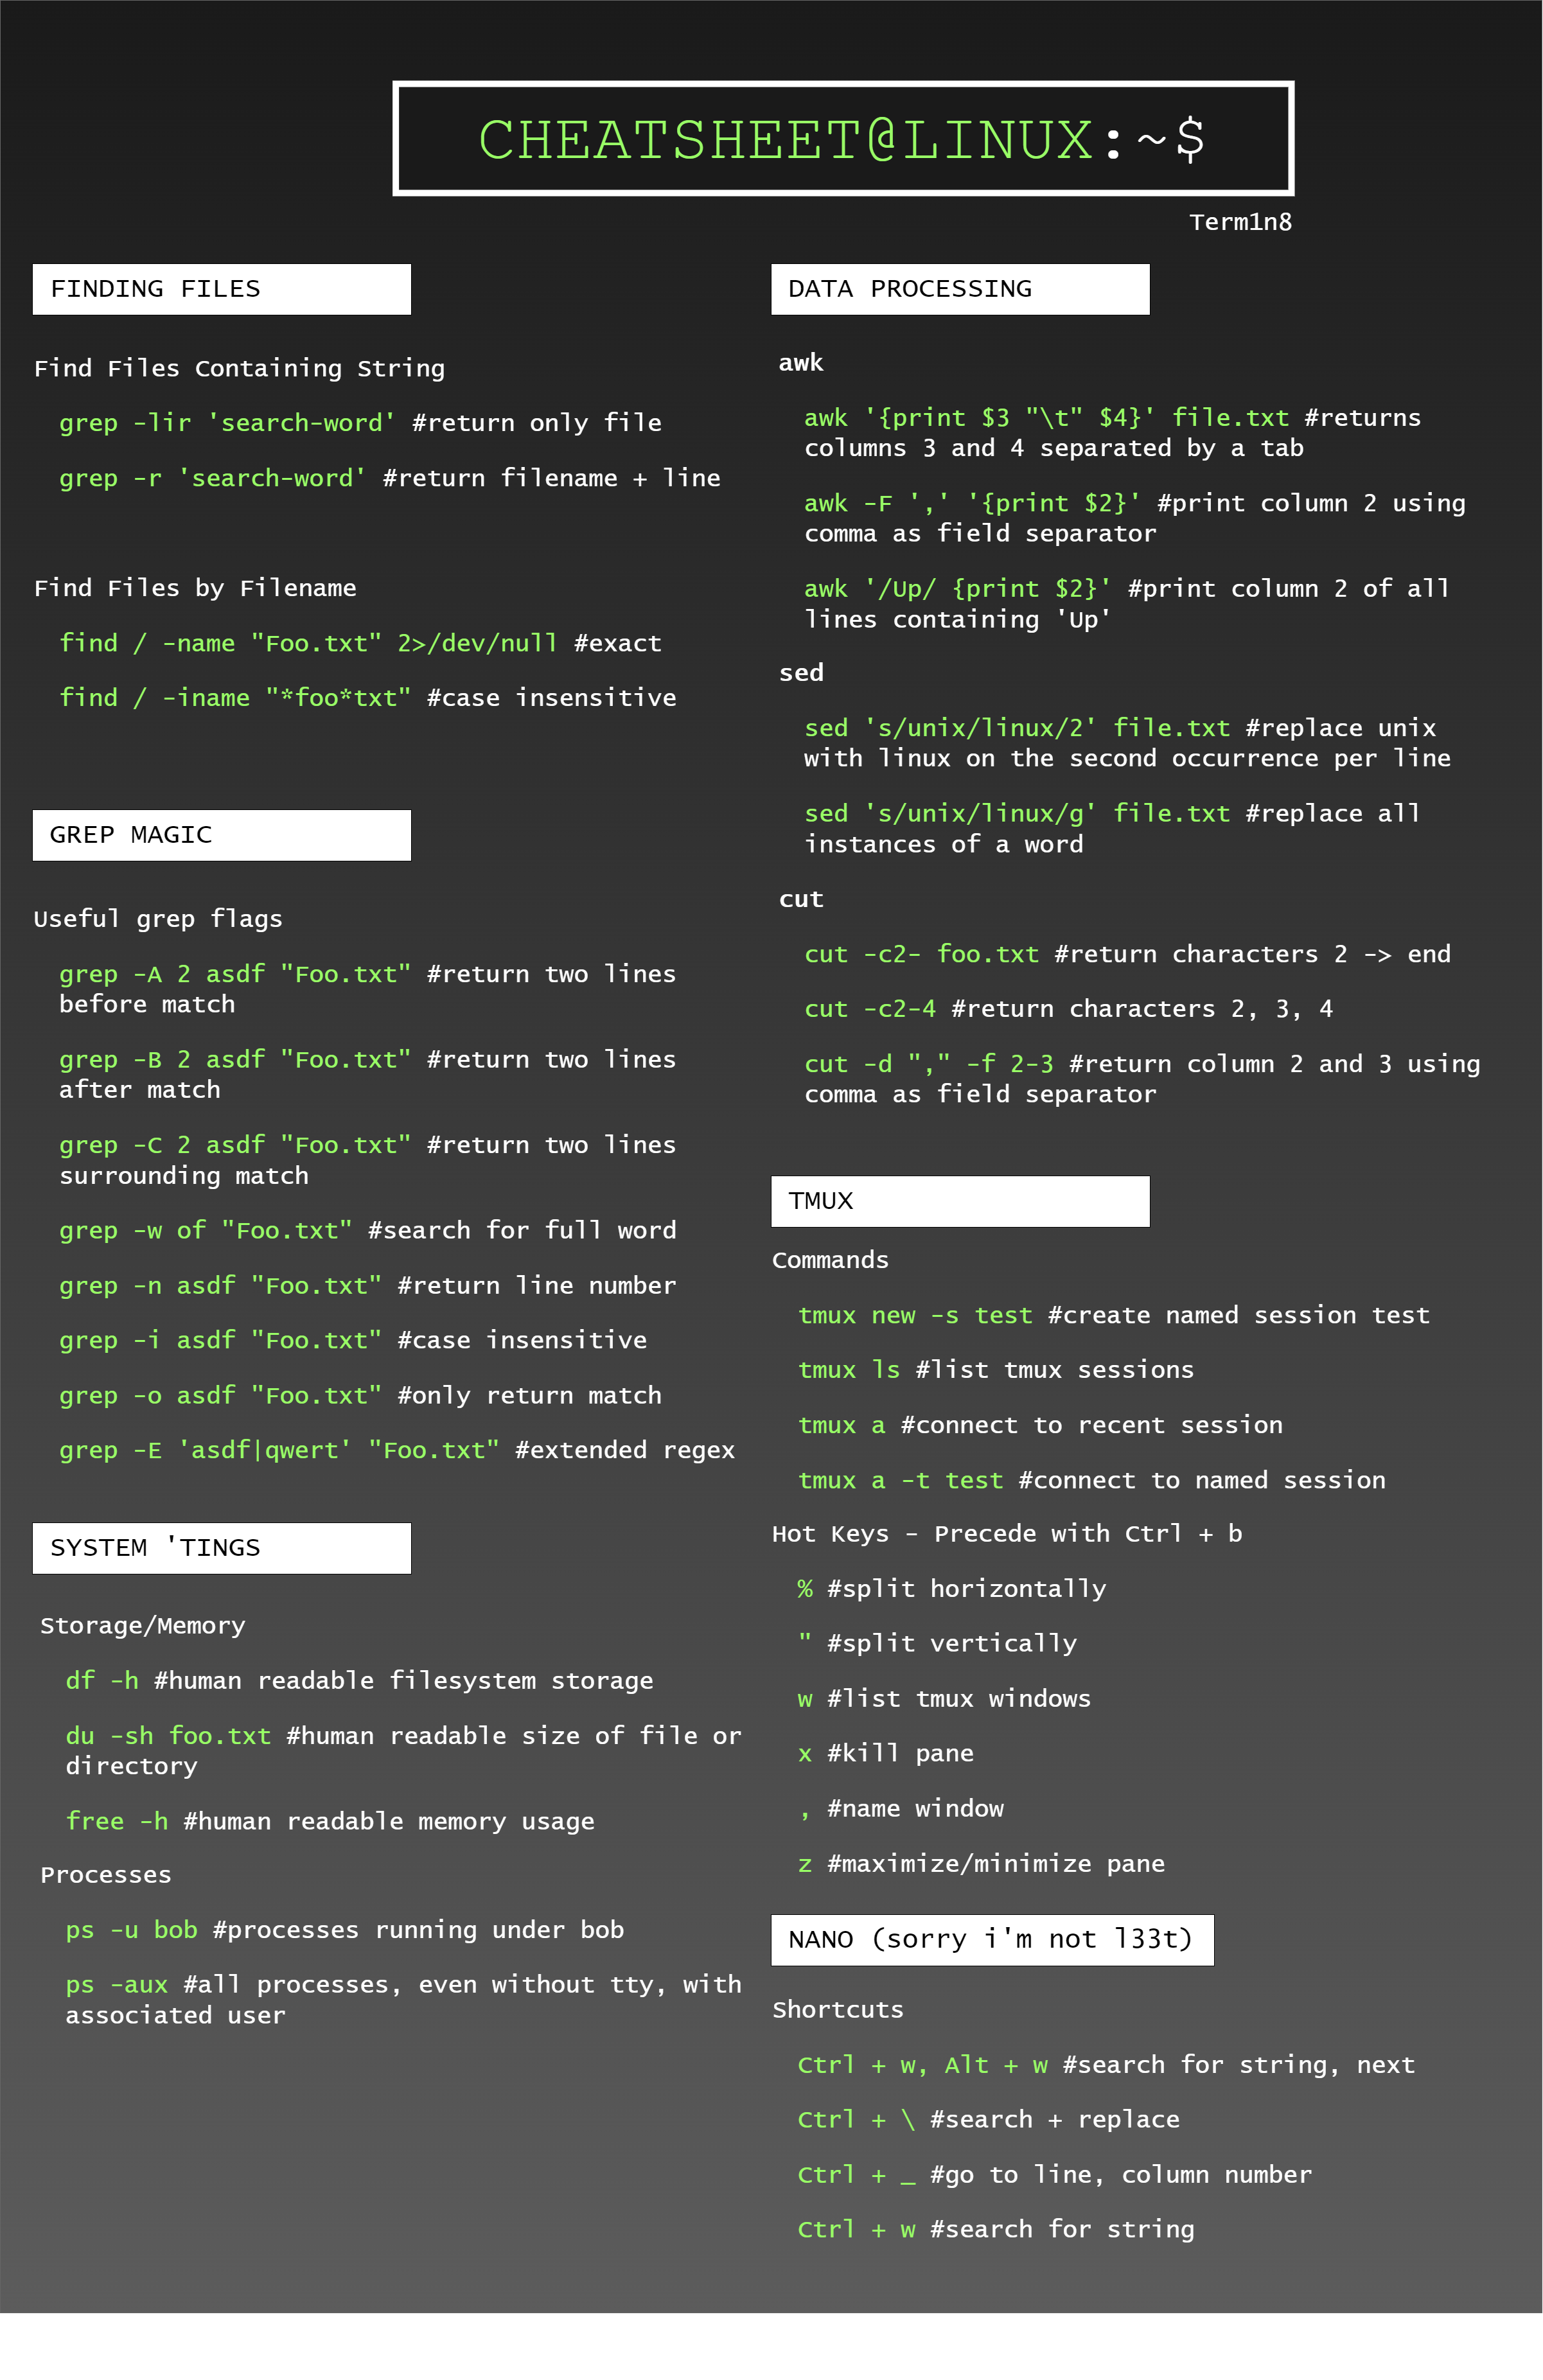 CHEATSHEET@LINUX:~$
Term1n8
FINDING FILES
Find Files Containing String
grep -lir 'search-word' #return only file
grep -r 'search-word' #return filename + line
Find Files by Filename
find / -name "Foo.txt" 2>/dev/null #exact
find / -iname "*foo*txt" #case insensitive
GREP MAGIC
Useful grep flags
grep -A 2 asdf "Foo.txt" #return two lines
before match
grep -B 2 asdf "Foo.txt" #return two lines
after match
grep -C 2 asdf "Foo.txt" #return two lines
surrounding match
grep -w of "Foo.txt" #search for full word
grep -n asdf "Foo.txt" #return line number
grep -i asdf "Foo.txt" #case insensitive
grep -o asdf "Foo.txt" #only return match
grep -E 'asdf|qwert' "Foo.txt" #extended regex
SYSTEM 'TINGS
Storage/Memory
df -h #human readable filesystem storage
du -sh foo.txt #human readable size of file or
directory
free -h #human readable memory usage
Processes
ps -u bob #processes running under bob
ps -aux #all processes, even without tty, with
associated user
DATA PROCESSING
awk
awk '{print $3 "\t" $4}' file.txt #returns
columns 3 and 4 separated by a tab
awk -F ',' '{print $2}' #print column 2 using
comma as field separator
awk '/Up/ {print $2}' #print column 2 of all
lines containing 'Up'
sed
sed 's/unix/linux/2' file.txt #replace unix
with linux on the second occurrence per line
sed 's/unix/linux/g' file.txt #replace all
instances of a word
cut
cut -c2- foo.txt #return characters 2 -> end
cut -c2-4 #return characters 2, 3, 4
cut -d "," -f 2-3 #return column 2 and 3 using
comma as field separator
TMUX
Commands
tmux new -s test #create named session test
tmux ls #list tmux sessions
tmux a #connect to recent session
tmux a -t test #connect to named session
Hot Keys - Precede with Ctrl + b
% #split horizontally
" #split vertically
w #list tmux windows
x #kill pane
, #name window
z #maximize/minimize pane
NANO (sorry i'm not l33t)
Shortcuts
Ctrl + w, Alt + w #search for string, next
Ctrl + \ #search + replace
Ctrl + _ #go to line, column number
Ctrl + w #search for string